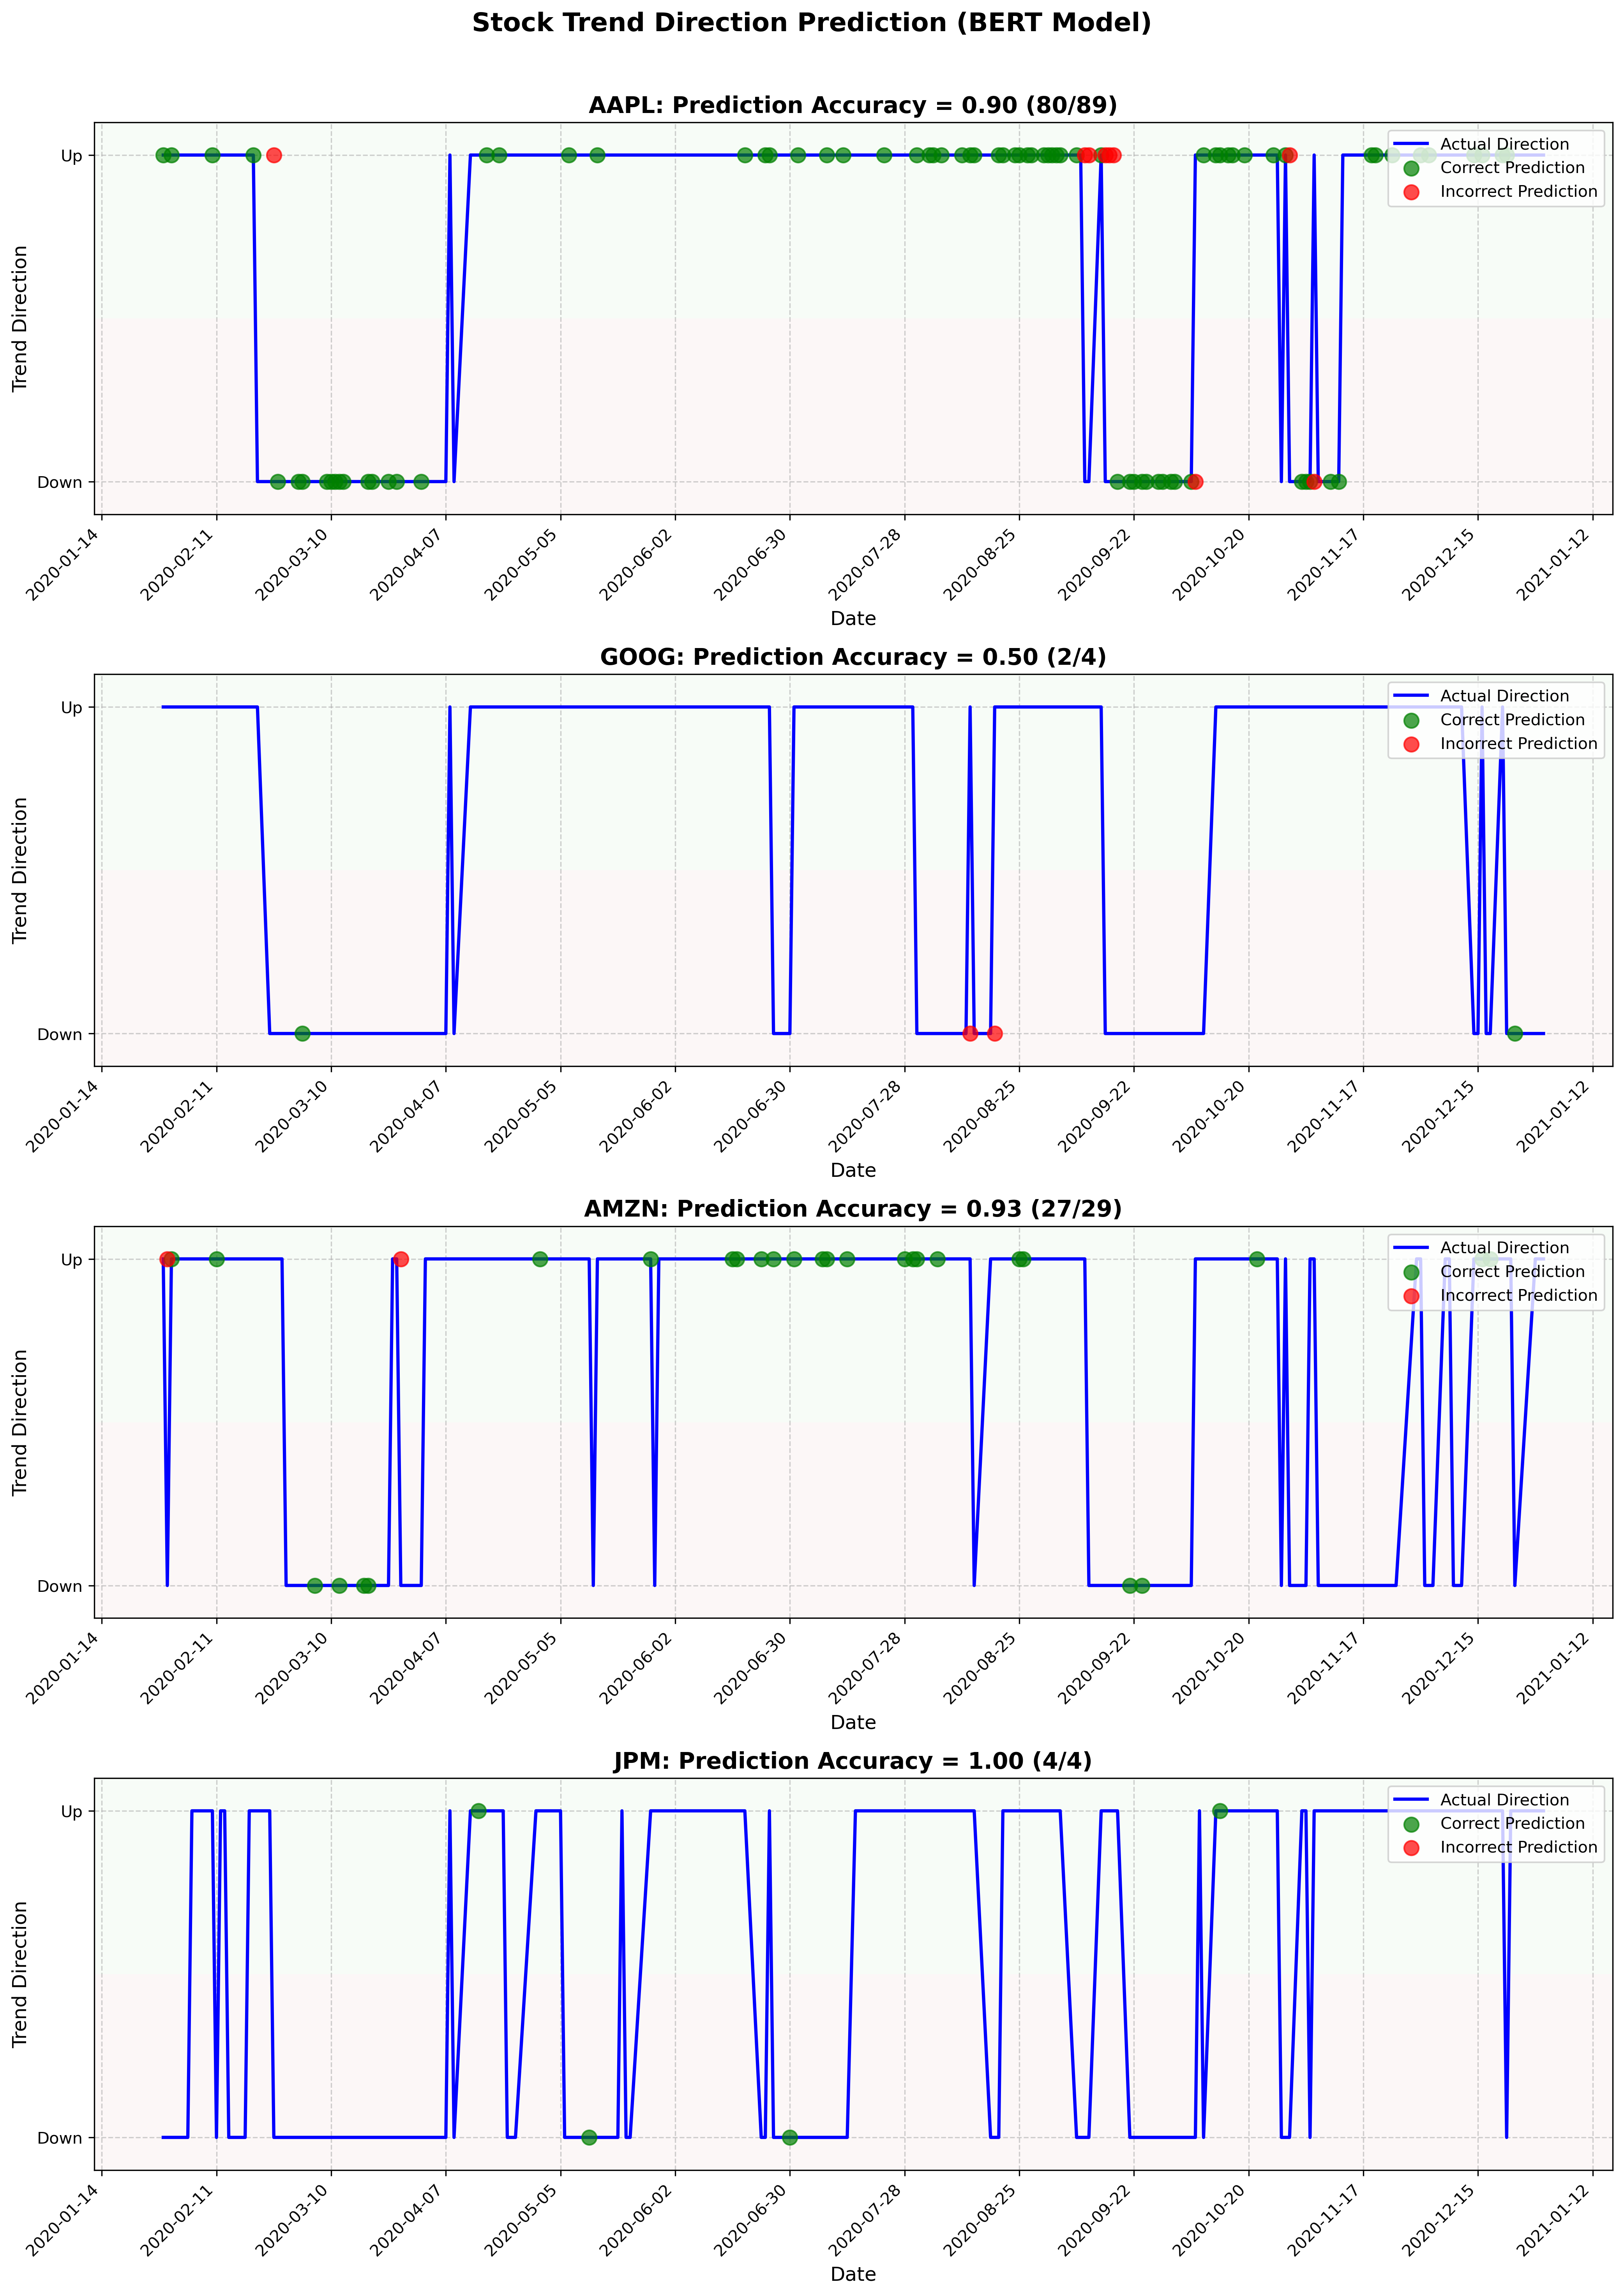 Stock Trend Direction Prediction (BERT Model)
AAPL: Prediction Accuracy = 0.90 (80/89)
Trend Direction
Up
Down
Actual Direction
Correct Prediction
Incorrect Prediction
2020-01-14 2020-02-11 2020-03-10 2020-04-07 2020-05-05 2020-06-02 2020-06-30 2020-07-28 2020-08-25 2020-09-22 2020-10-20 2020-11-17 2020-12-15 2021-01-12
Date
GOOG: Prediction Accuracy = 0.50 (2/4)
Trend Direction
Up
Down
Actual Direction
Correct Prediction
Incorrect Prediction
2020-01-14 2020-02-11 2020-03-10 2020-04-07 2020-05-05 2020-06-02 2020-06-30 2020-07-28 2020-08-25 2020-09-22 2020-10-20 2020-11-17 2020-12-15 2021-01-12
Date
AMZN: Prediction Accuracy = 0.93 (27/29)
Trend Direction
Up
Down
Actual Direction
Correct Prediction
Incorrect Prediction
2020-01-14 2020-02-11 2020-03-10 2020-04-07 2020-05-05 2020-06-02 2020-06-30 2020-07-28 2020-08-25 2020-09-22 2020-10-20 2020-11-17 2020-12-15 2021-01-12
Date
JPM: Prediction Accuracy = 1.00 (4/4)
Trend Direction
Up
Down
Actual Direction
Correct Prediction
Incorrect Prediction
2020-01-14 2020-02-11 2020-03-10 2020-04-07 2020-05-05 2020-06-02 2020-06-30 2020-07-28 2020-08-25 2020-09-22 2020-10-20 2020-11-17 2020-12-15 2021-01-12
Date